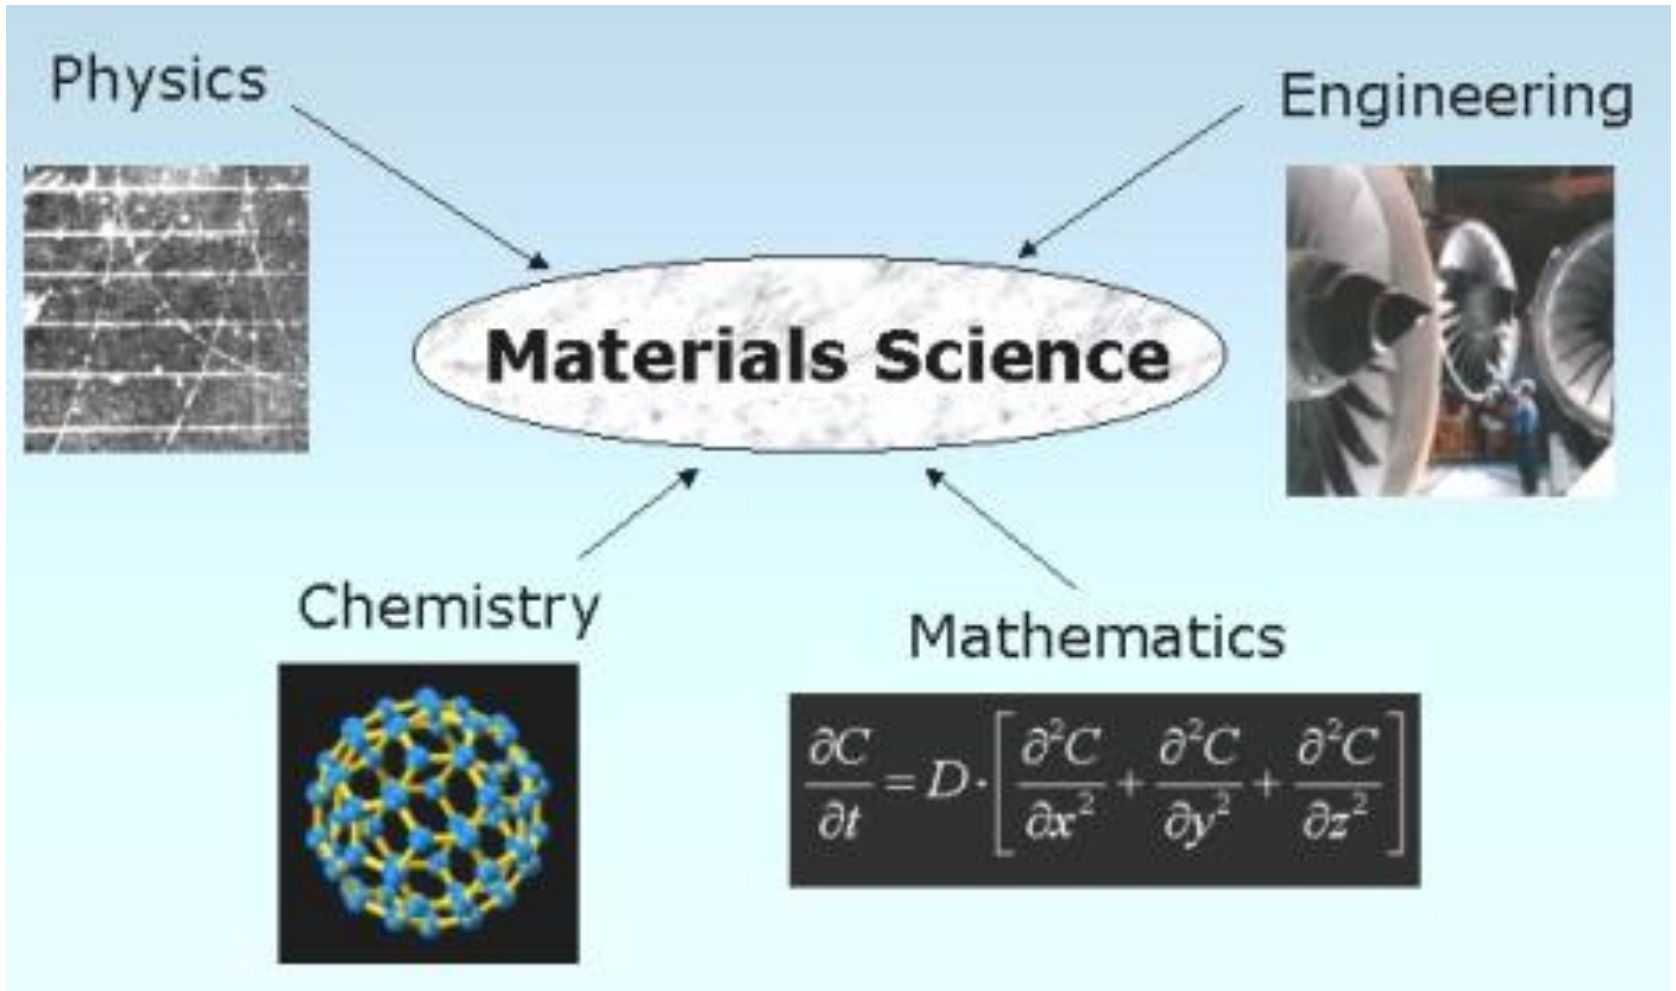 Physics
Engineering
Materials Science
Chemistry
Mathematics
∂C/∂t = D·[∂²C/∂x² + ∂²C/∂y² + ∂²C/∂z²]